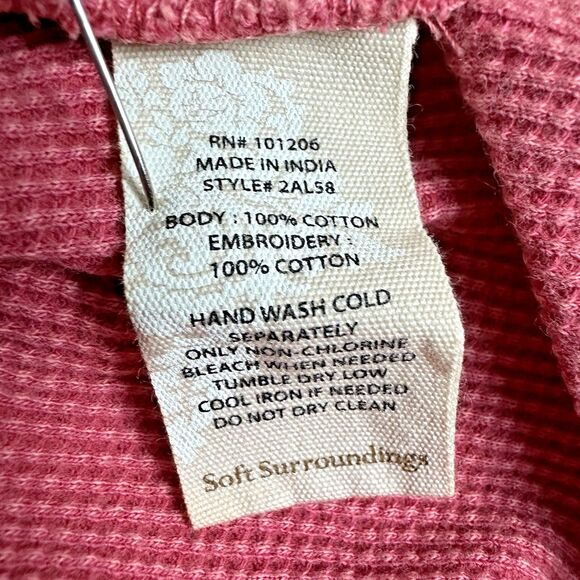 RN# 101206
MADE IN INDIA
STYLE# 2AL58
BODY : 100% COTTON
EMBROIDERY :
100% COTTON
HAND WASH COLD
SEPARATELY
ONLY NON-CHLORINE
BLEACH WHEN NEEDED
TUMBLE DRY LOW
COOL IRON IF NEEDED
DO NOT DRY CLEAN
Soft Surroundings